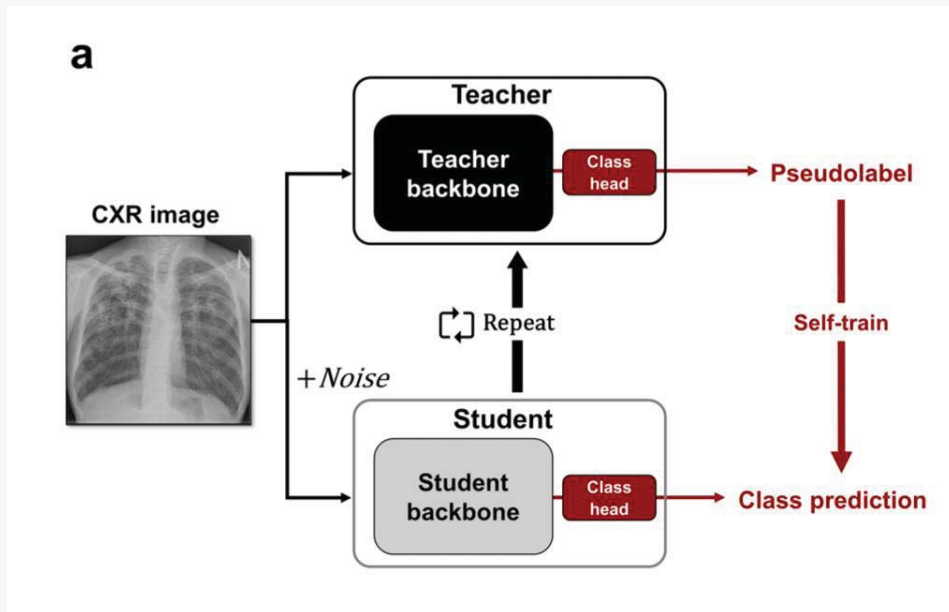 a
Teacher
Teacher
backbone
Class
head
Pseudolabel
CXR image
Repeat
Self-train
+Noise
Student
Student
backbone
Class
head
Class prediction